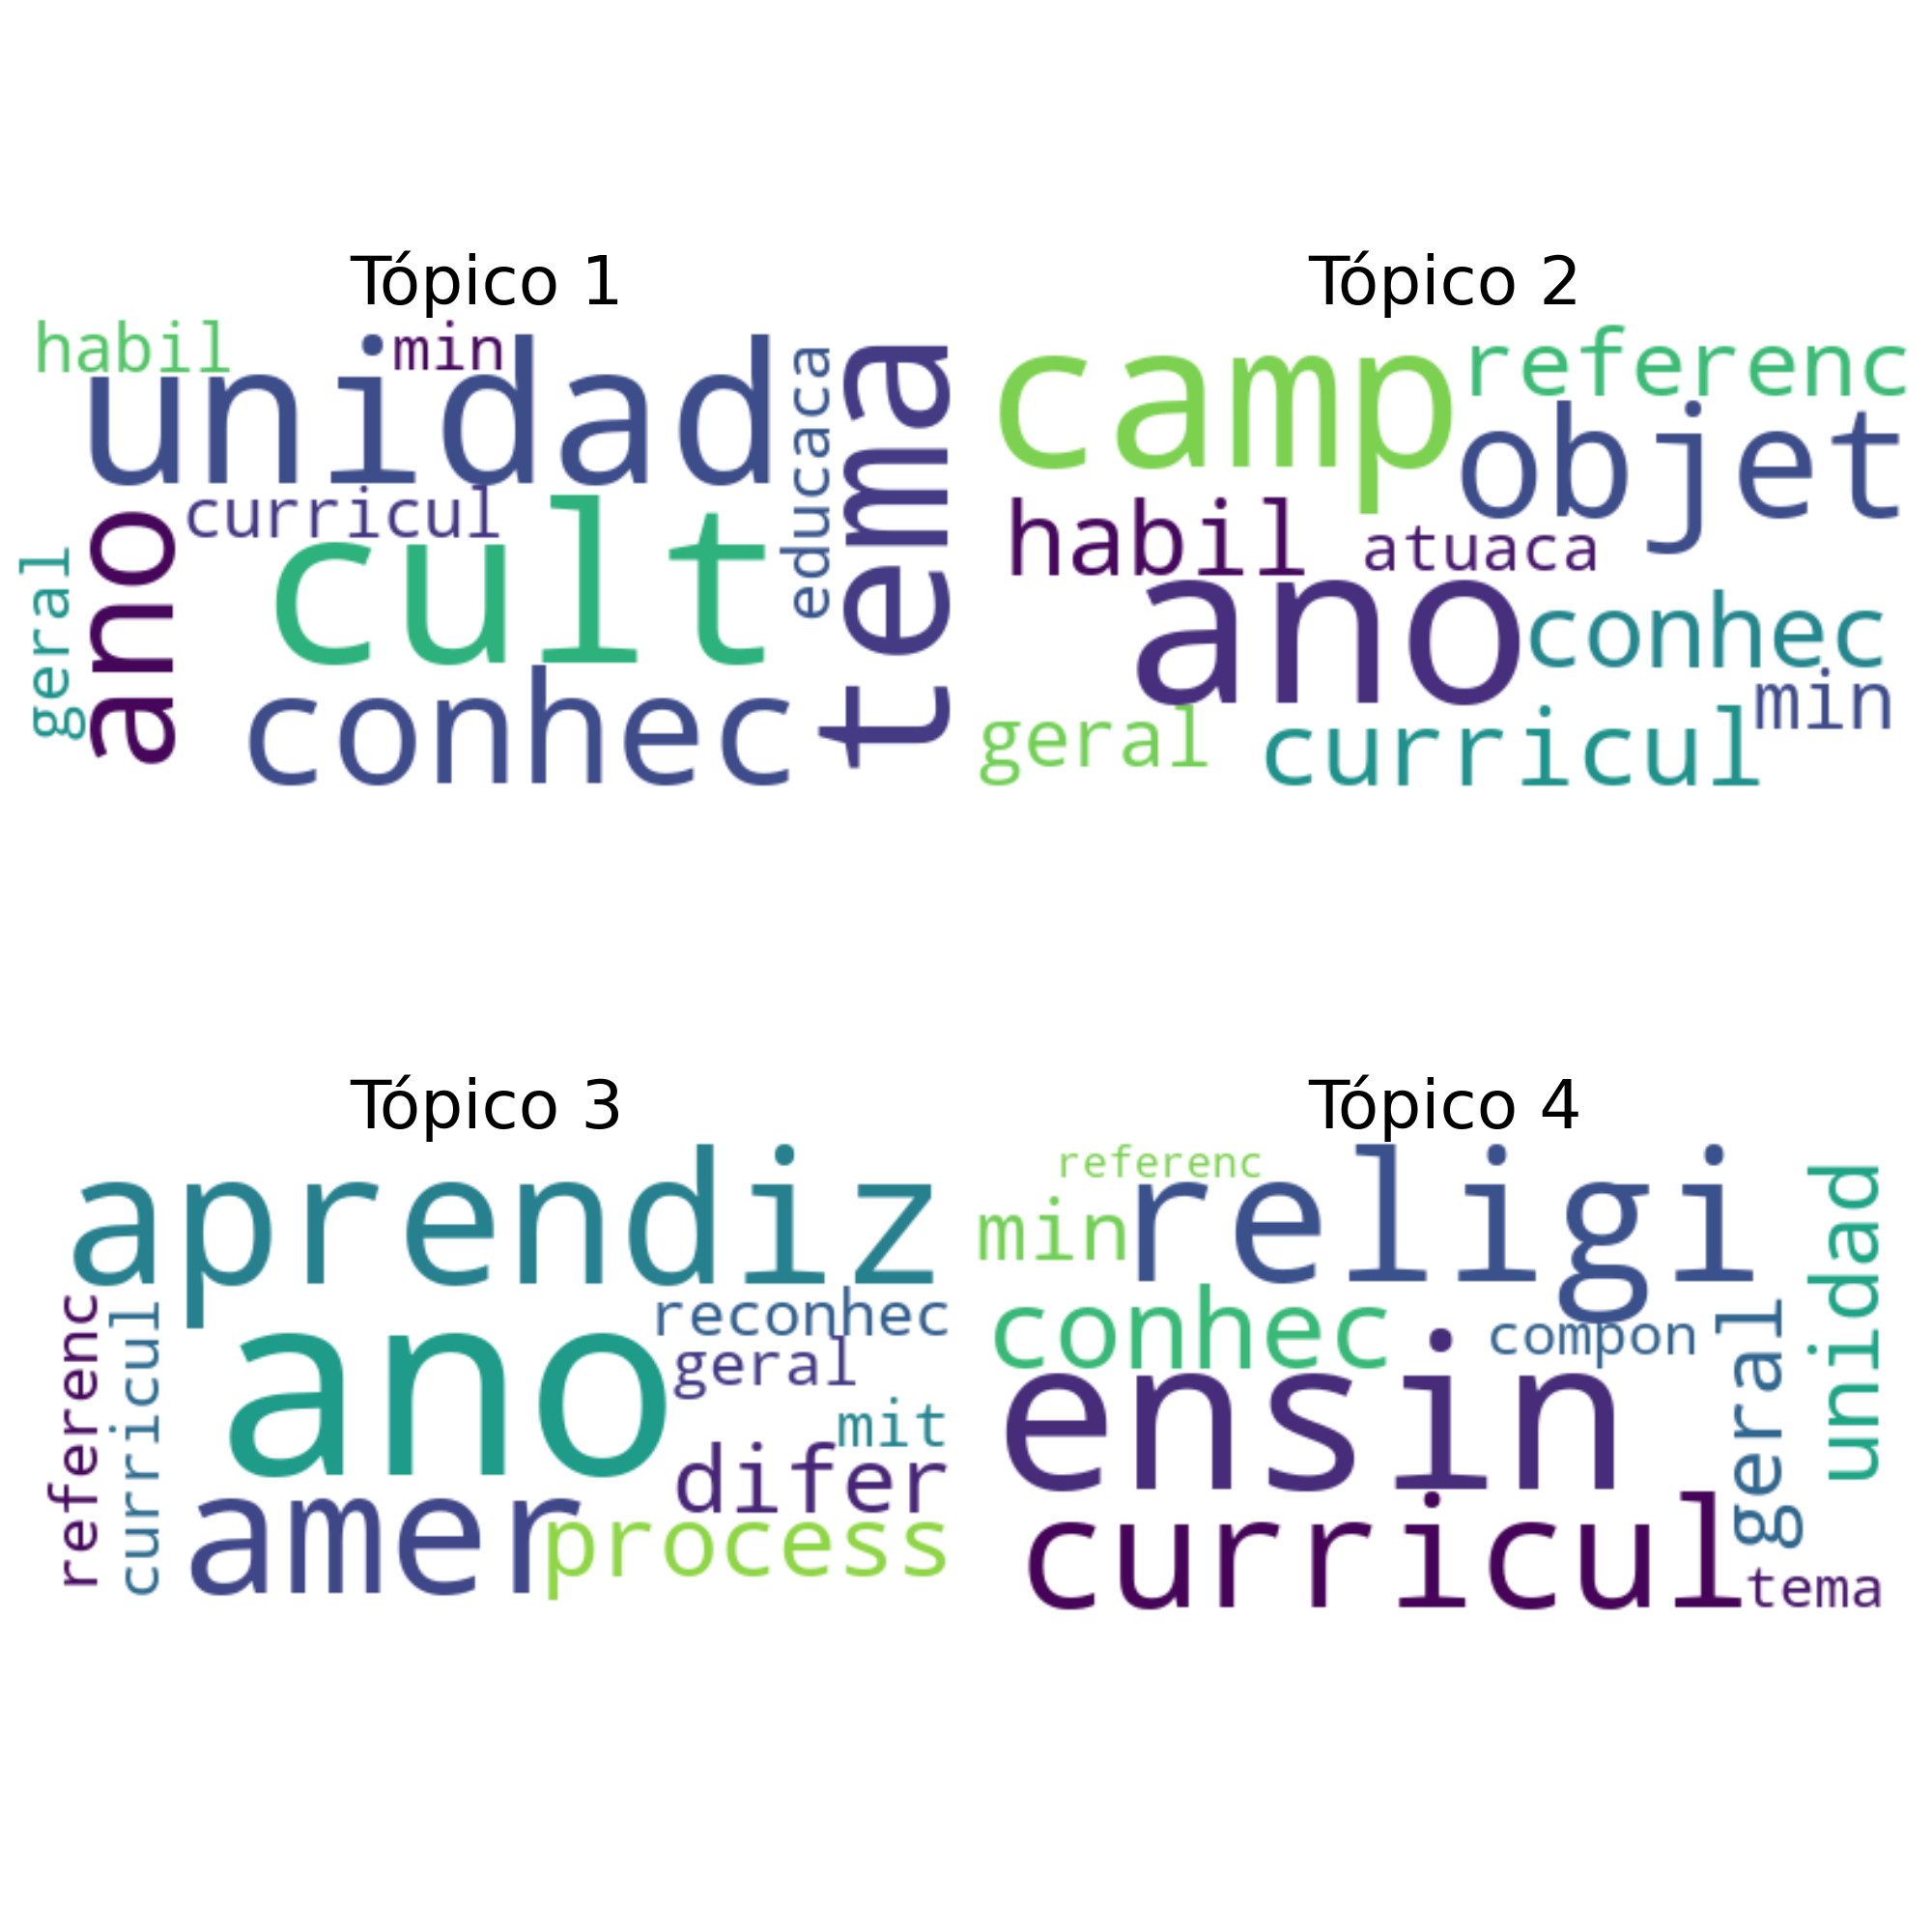 Tópico 1
habil
min
unidad
educaca
tema
curricul
ano
cult
geral
conhec
Tópico 2
camp
referenc
objet
habil
atuaca
ano
conhec
min
geral
curricul
Tópico 3
aprendiz
referenc
curricul
reconhec
ano
geral
mit
difer
amer
process
Tópico 4
referenc
religi
unidad
min
conhec
compon
geral
ensin
curricul
tema